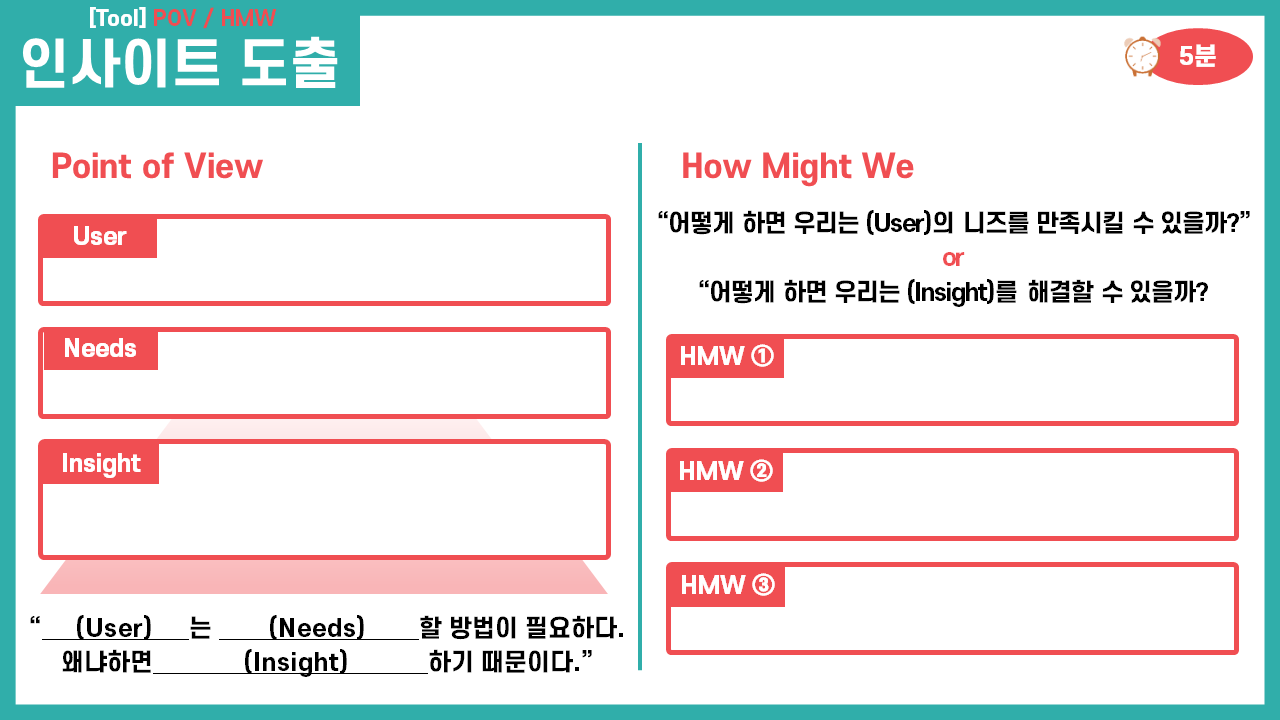 [Tool] POV / HMW
인사이트 도출
5분
Point of View
User
Needs
Insight
“ (User) 는 (Needs) 할 방법이 필요하다.
왜냐하면 (Insight) 하기 때문이다.”
How Might We
“어떻게 하면 우리는 (User)의 니즈를 만족시킬 수 있을까?”
or
“어떻게 하면 우리는 (Insight)를 해결할 수 있을까?
HMW ①
HMW ②
HMW ③